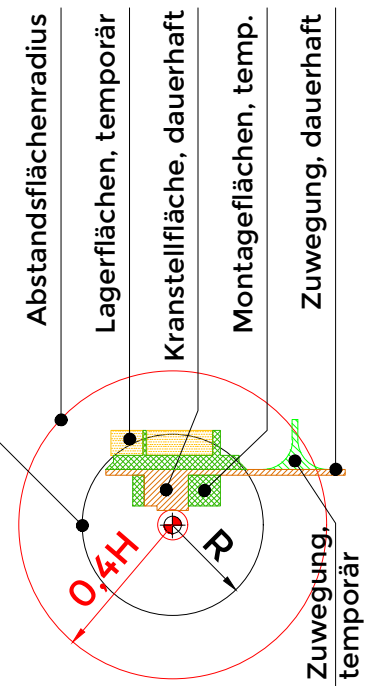 Abstandsflächenradius
Lagerflächen, temporär
Kranstellfläche, dauerhaft
Montageflächen, temp.
Zuwegung, dauerhaft
0,4H
R
Zuwegung,
temporär